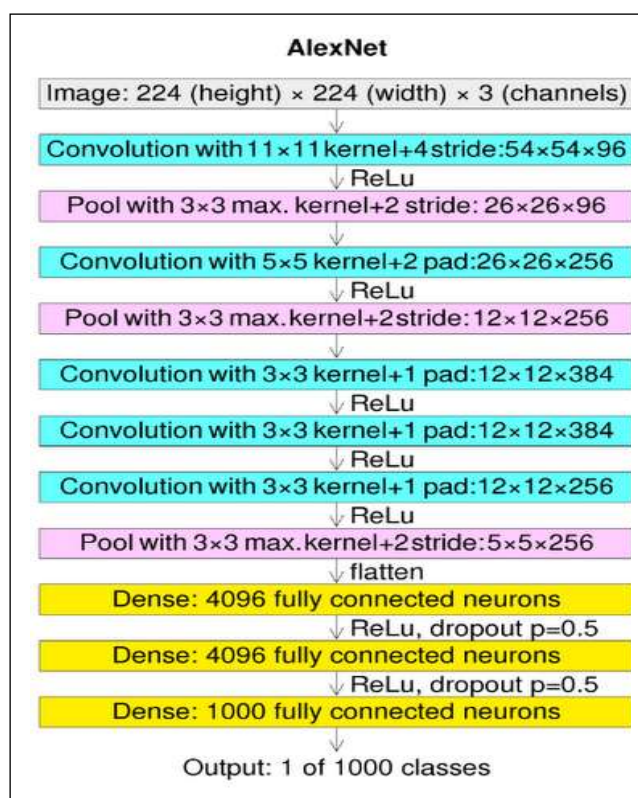 AlexNet
Image: 224 (height) × 224 (width) × 3 (channels)
Convolution with 11×11 kernel+4 stride:54×54×96
ReLu
Pool with 3×3 max. kernel+2 stride: 26×26×96
Convolution with 5×5 kernel+2 pad:26×26×256
ReLu
Pool with 3×3 max.kernel+2stride:12×12×256
Convolution with 3×3 kernel+1 pad:12×12×384
ReLu
Convolution with 3×3 kernel+1 pad:12×12×384
ReLu
Convolution with 3×3 kernel+1 pad:12×12×256
ReLu
Pool with 3×3 max.kernel+2stride:5×5×256
flatten
Dense: 4096 fully connected neurons
ReLu, dropout p=0.5
Dense: 4096 fully connected neurons
ReLu, dropout p=0.5
Dense: 1000 fully connected neurons
Output: 1 of 1000 classes